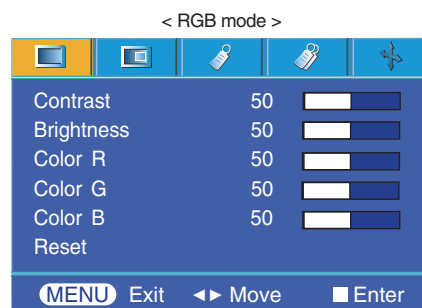 < RGB mode >
Contrast 50
Brightness 50
Color R 50
Color G 50
Color B 50
Reset
MENU Exit ◄► Move Enter